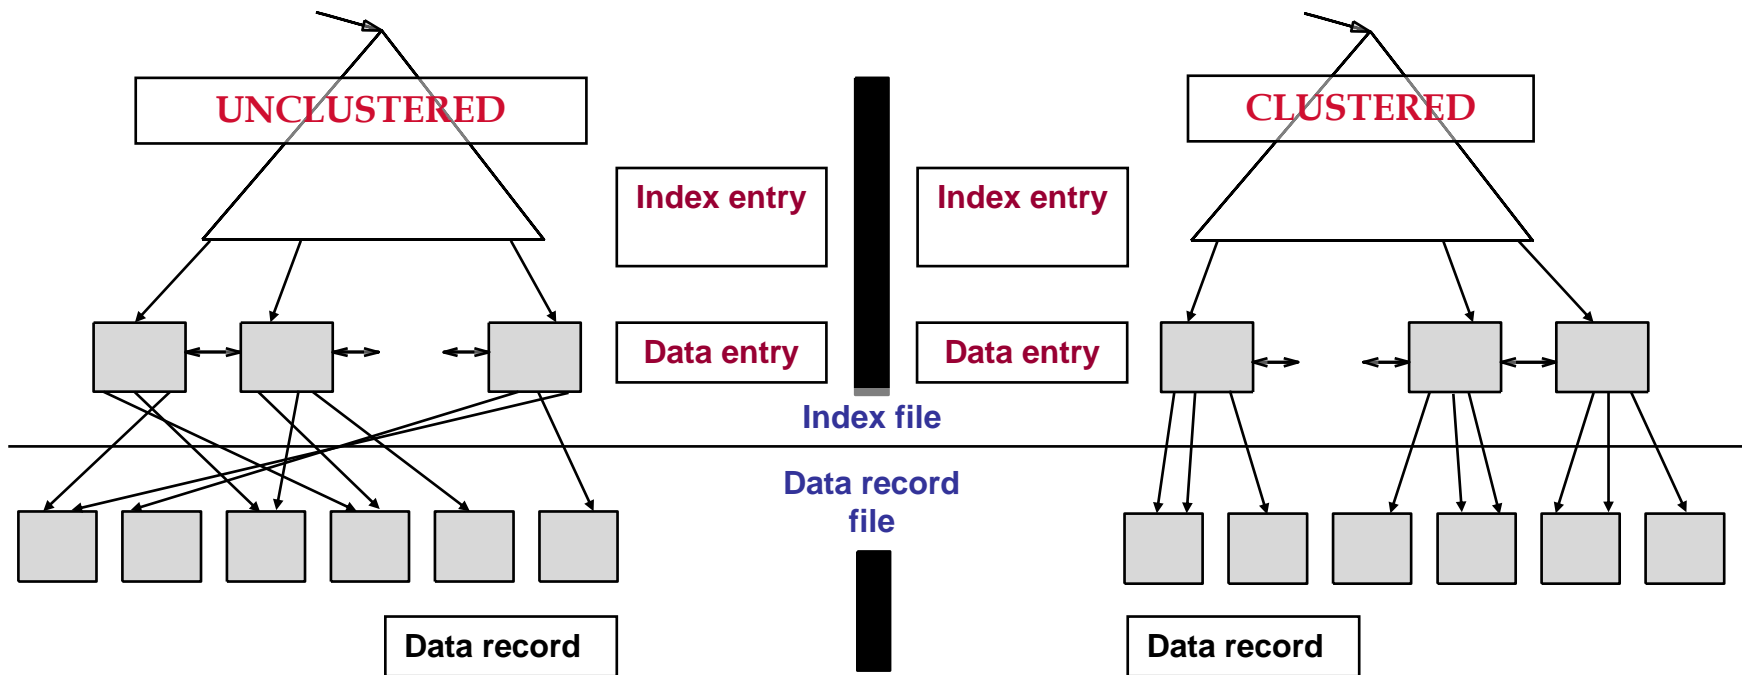 UNCLUSTERED
CLUSTERED
Index entry
Index entry
Data entry
Data entry
Index file
Data record
file
Data record
Data record